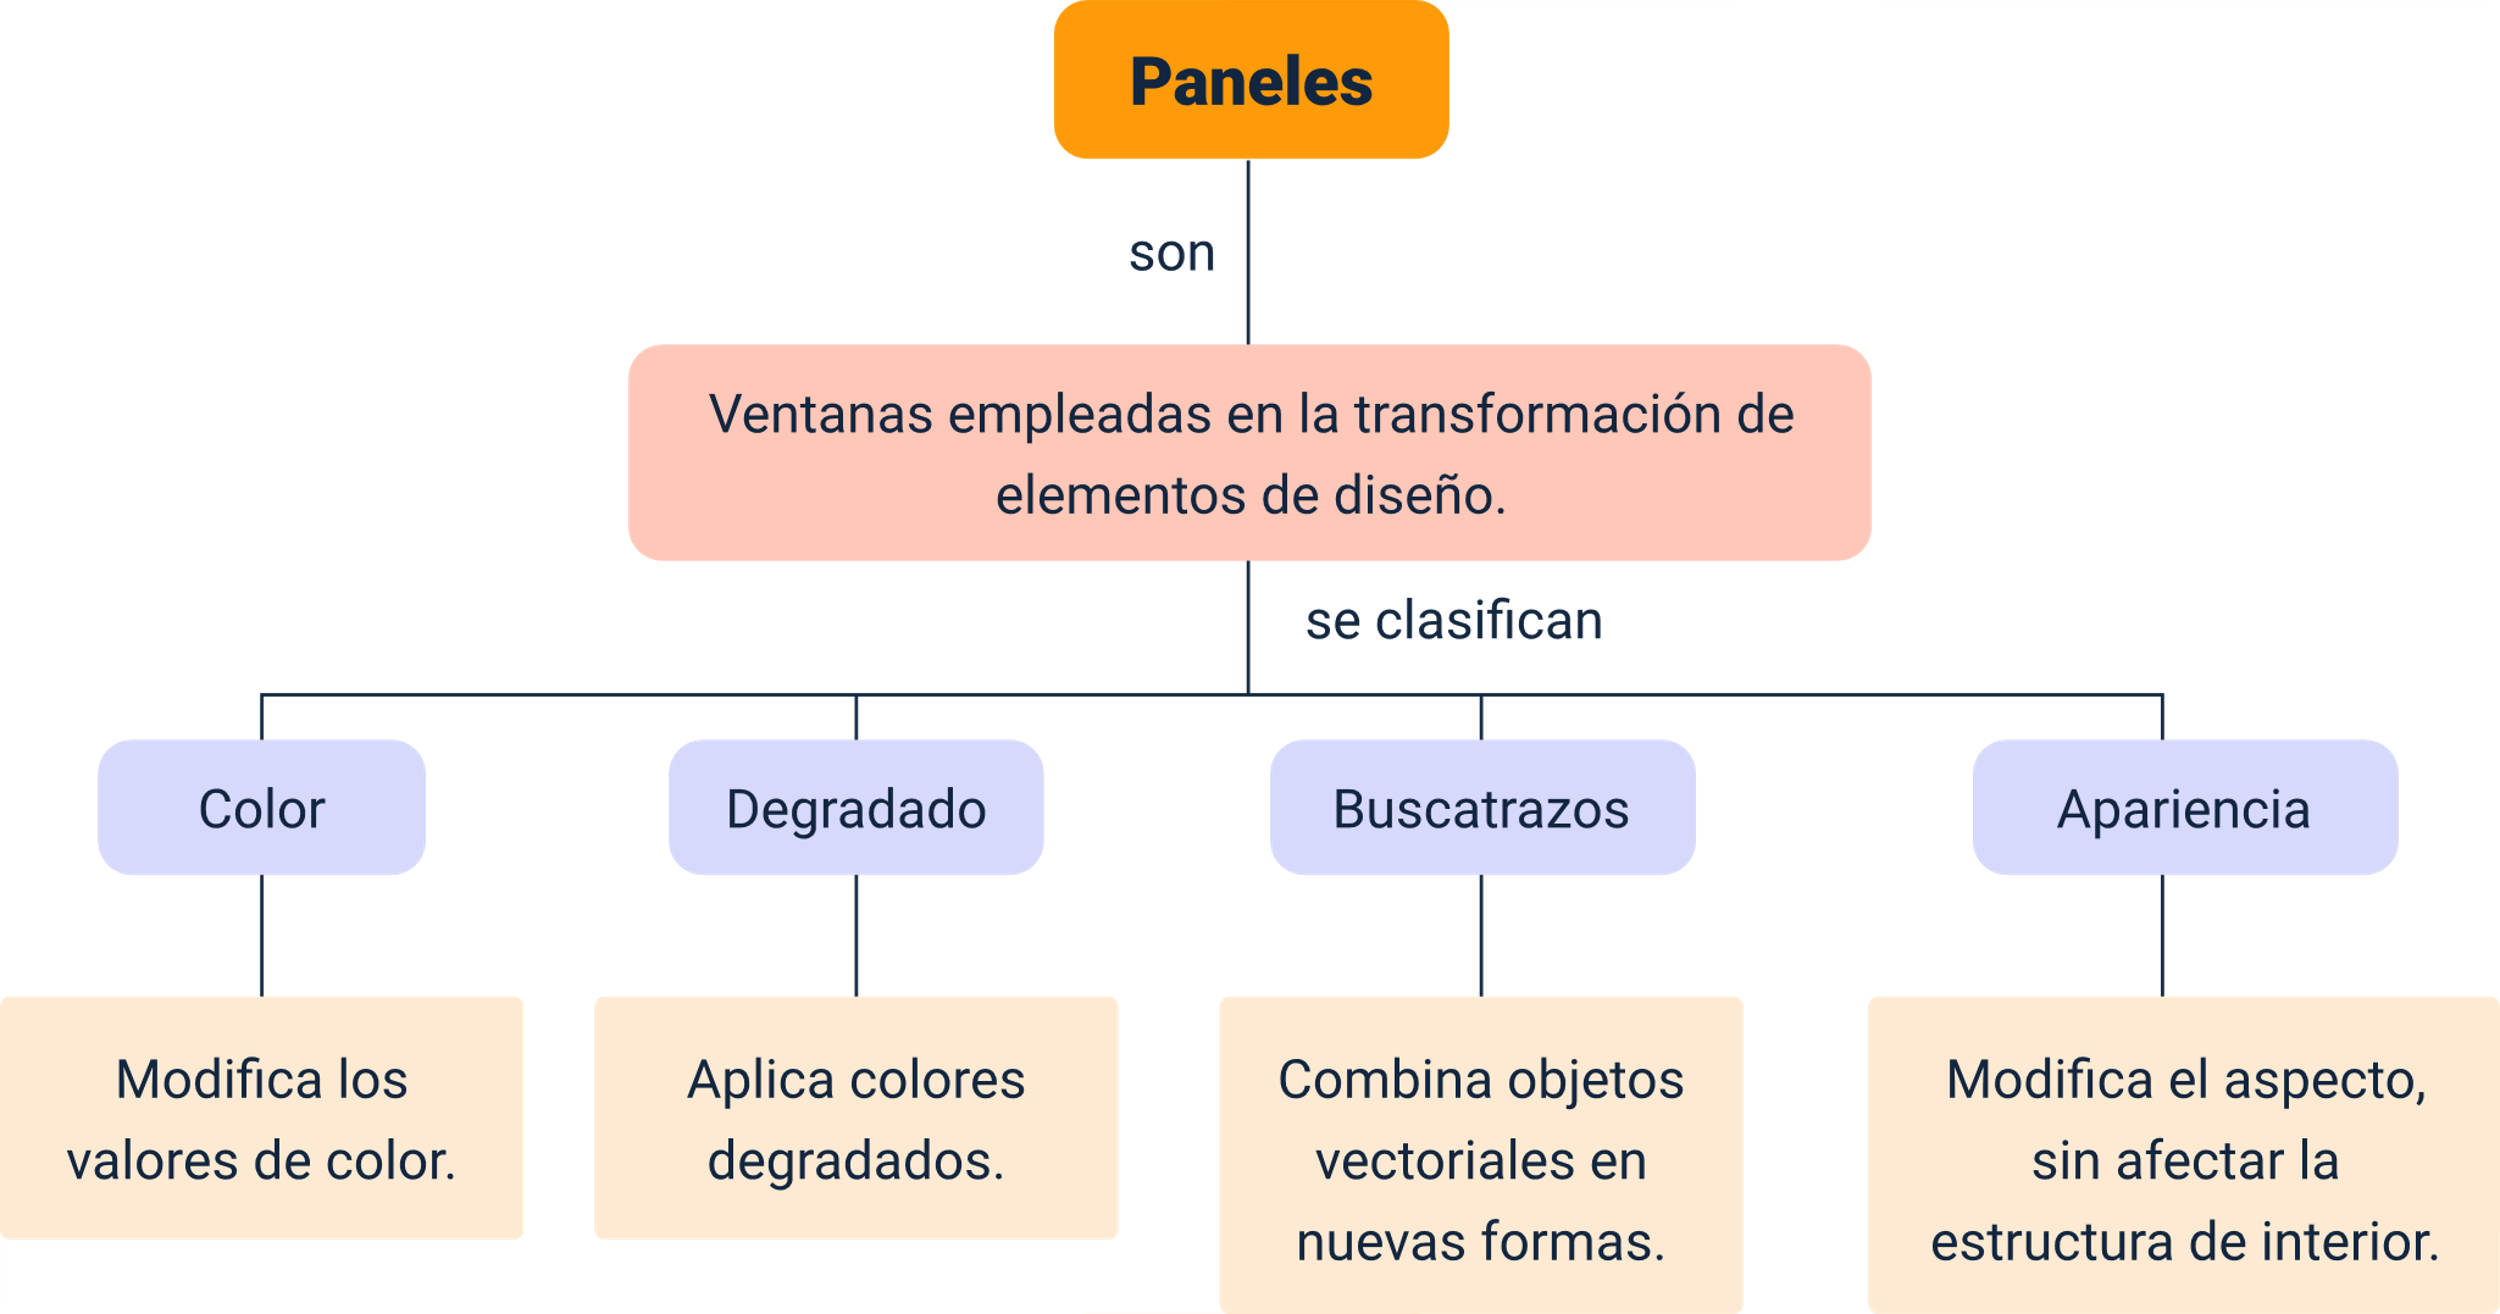 Paneles
son
Ventanas empleadas en la transformación de
elementos de diseño.
se clasifican
Color
Degradado
Buscatrazos
Apariencia
Modifica los
valores de color.
Aplica colores
degradados.
Combina objetos
vectoriales en
nuevas formas.
Modifica el aspecto,
sin afectar la
estructura de interior.